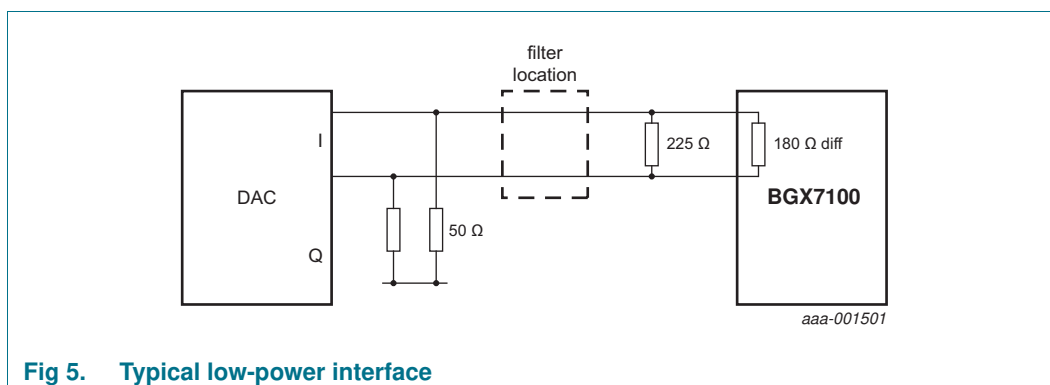 filter
location
I
225 Ω
180 Ω diff
DAC
BGX7100
50 Ω
Q
aaa-001501
Fig 5. Typical low-power interface